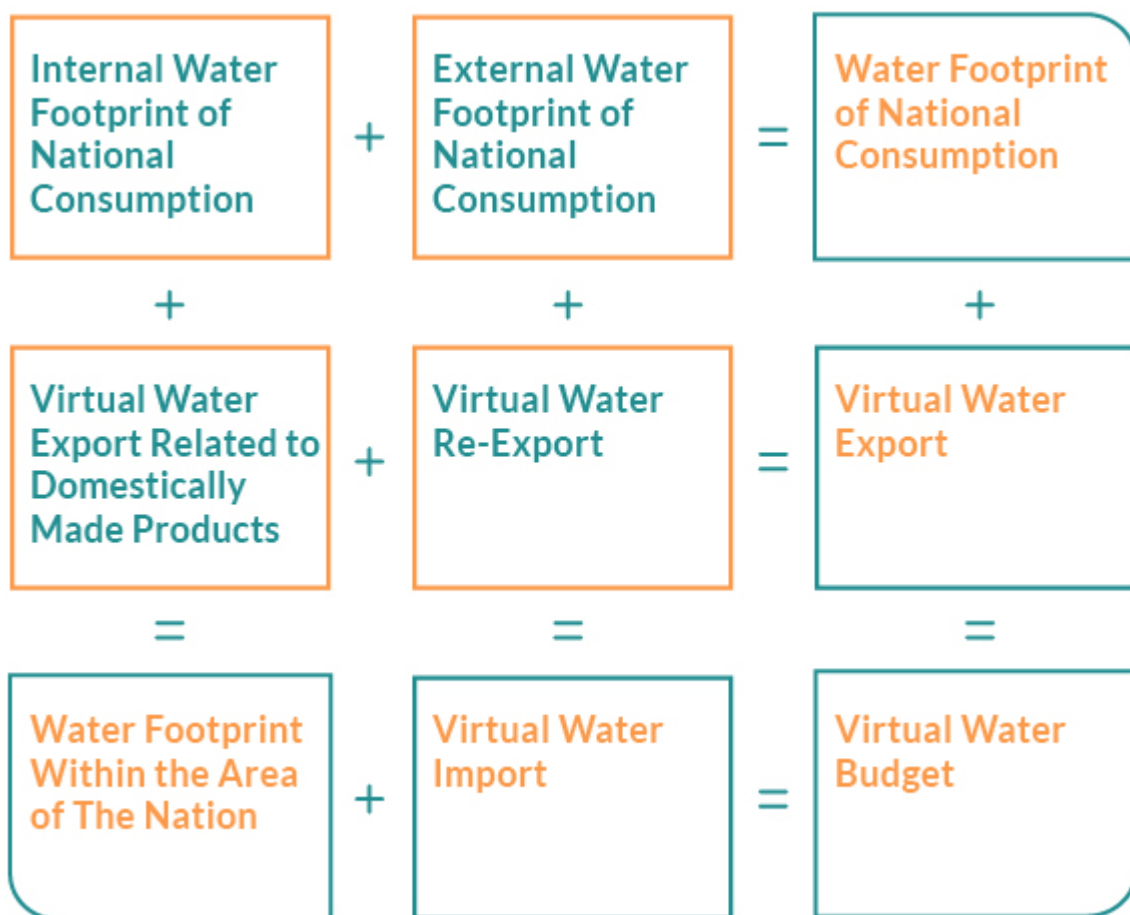 Internal Water
Footprint of
National
Consumption
+
External Water
Footprint of
National
Consumption
=
Water Footprint
of National
Consumption
+
+
+
Virtual Water
Export Related to
Domestically
Made Products
+
Virtual Water
Re-Export
=
Virtual Water
Export
=
=
=
Water Footprint
Within the Area
of The Nation
+
Virtual Water
Import
=
Virtual Water
Budget